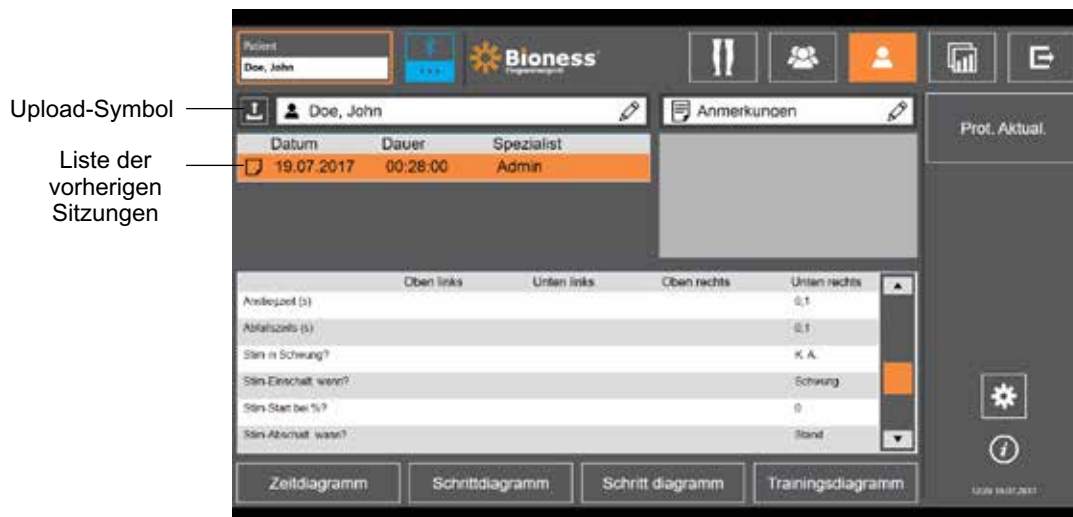 Patient
Doe, John
Bioness
Upload-Symbol
Doe, John
Anmerkungen
Prot. Aktual.
Datum Dauer Spezialist
19.07.2017 00:28:00 Admin
Liste der
vorherigen
Sitzungen
Oben links Unten links Oben rechts Unten rechts
Anstiegzeit (s) 0,1
Abfallszeits (s) 0,1
Stim in Schwung? K. A.
Stim-Einschalt. wann? Schwung
Stim-Start bei %? 0
Stim-Abschalt. wann? Stand
Zeitdiagramm
Schrittdiagramm
Schritt diagramm
Trainingsdiagramm